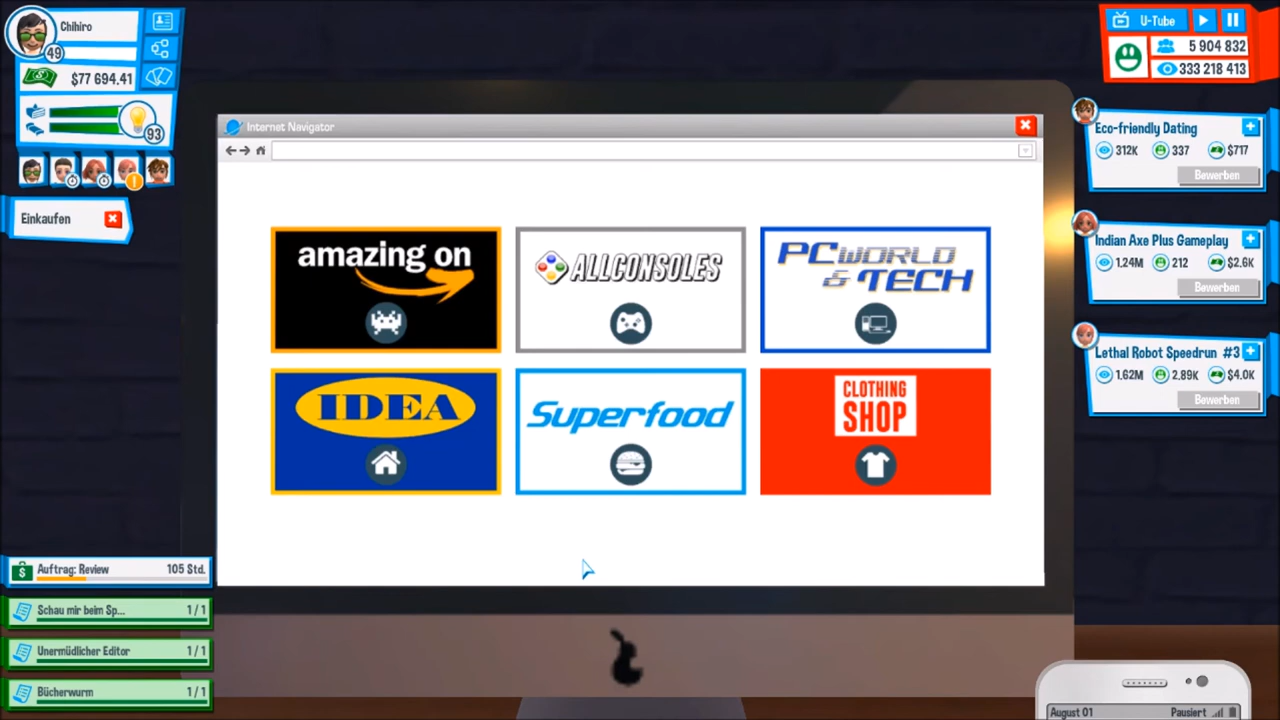 Chihiro
49
$77 694.41
93
Einkaufen
Internet Navigator
amazing on
ALLCONSOLES
PCWORLD
& TECH
IDEA
Superfood
CLOTHING
SHOP
U-Tube
5 904 832
333 218 413
Eco-friendly Dating
312K 337 $717
Bewerben
Indian Axe Plus Gameplay
1.24M 212 $2.6K
Bewerben
Lethal Robot Speedrun #3
1.62M 2.89K $4.0K
Bewerben
Auftrag: Review 105 Std.
Schau mir beim Sp... 1 / 1
Unermüdlicher Editor 1 / 1
Bücherwurm 1 / 1
August 01 Pausiert